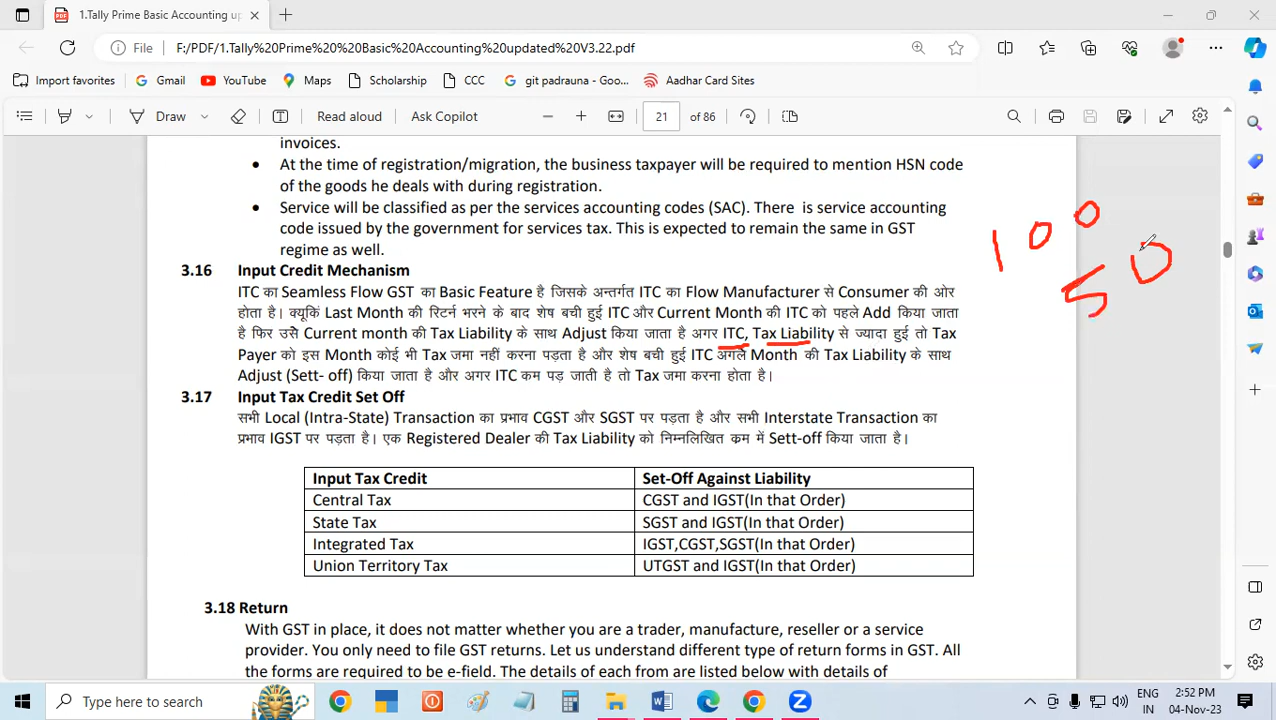 1.Tally Prime Basic Accounting up
File
F:/PDF/1.Tally%20Prime%20%20Basic%20Accounting%20updated%20V3.22.pdf
Import favorites
Gmail
YouTube
Maps
Scholarship
CCC
git padrauna - Goo...
Aadhar Card Sites
Draw
Read aloud
Ask Copilot
21
of 86
invoices.
• At the time of registration/migration, the business taxpayer will be required to mention HSN code
of the goods he deals with during registration.
• Service will be classified as per the services accounting codes (SAC). There is service accounting
code issued by the government for services tax. This is expected to remain the same in GST
regime as well.
100
50
3.16 Input Credit Mechanism
ITC का Seamless Flow GST का Basic Feature है जिसके अन्तर्गत ITC का Flow Manufacturer से Consumer की ओर
होता है। क्यूंकि Last Month की रिटर्न भरने के बाद शेष बची हुई ITC और Current Month की ITC को पहले Add किया जाता
है फिर उसे Current month की Tax Liability के साथ Adjust किया जाता है अगर ITC, Tax Liability से ज्यादा हुई तो Tax
Payer को इस Month कोई भी Tax जमा नहीं करना पड़ता है और शेष बची हुई ITC अगले Month की Tax Liability के साथ
Adjust (Sett- off) किया जाता है और अगर ITC कम पड़ जाती है तो Tax जमा करना होता है।
3.17 Input Tax Credit Set Off
सभी Local (Intra-State) Transaction का प्रभाव CGST और SGST पर पड़ता है और सभी Interstate Transaction का
प्रभाव IGST पर पड़ता है। एक Registered Dealer की Tax Liability को निम्नलिखित क्रम में Sett-off किया जाता है।
Input Tax Credit Set-Off Against Liability
Central Tax CGST and IGST(In that Order)
State Tax SGST and IGST(In that Order)
Integrated Tax IGST,CGST,SGST(In that Order)
Union Territory Tax UTGST and IGST(In that Order)
3.18 Return
With GST in place, it does not matter whether you are a trader, manufacture, reseller or a service
provider. You only need to file GST returns. Let us understand different type of return forms in GST. All
the forms are required to be e-field. The details of each from are listed below with details of
Type here to search
ENG
IN
2:52 PM
04-Nov-23